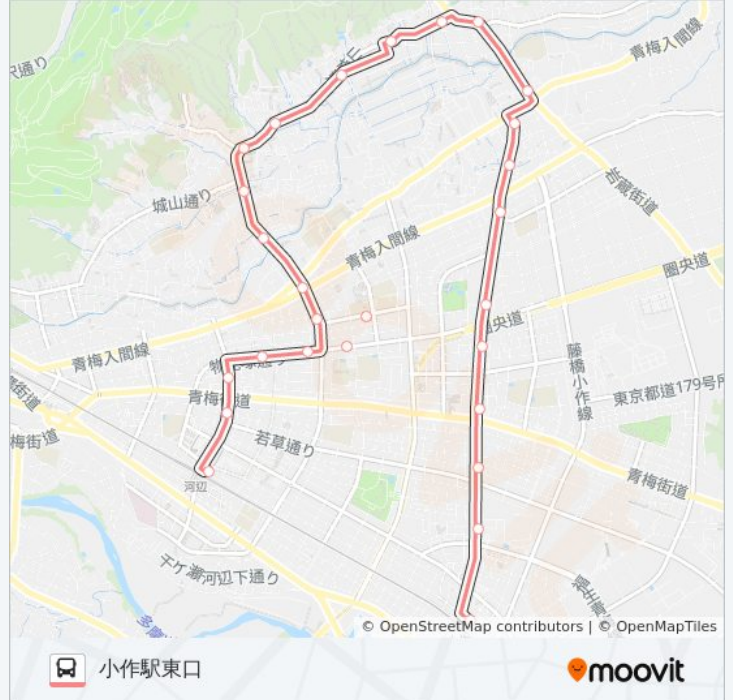 青梅入間線
岩蔵街道
城山通り
青梅入間線
圏央道
圏央道
青梅入間線
藤橋小作線
東京都道179号
青梅街道
若草通り
梅街道
青梅街道
河辺
千ケ瀬河辺下通り
© OpenStreetMap contributors | © OpenMapTiles
小作駅東口
moovit